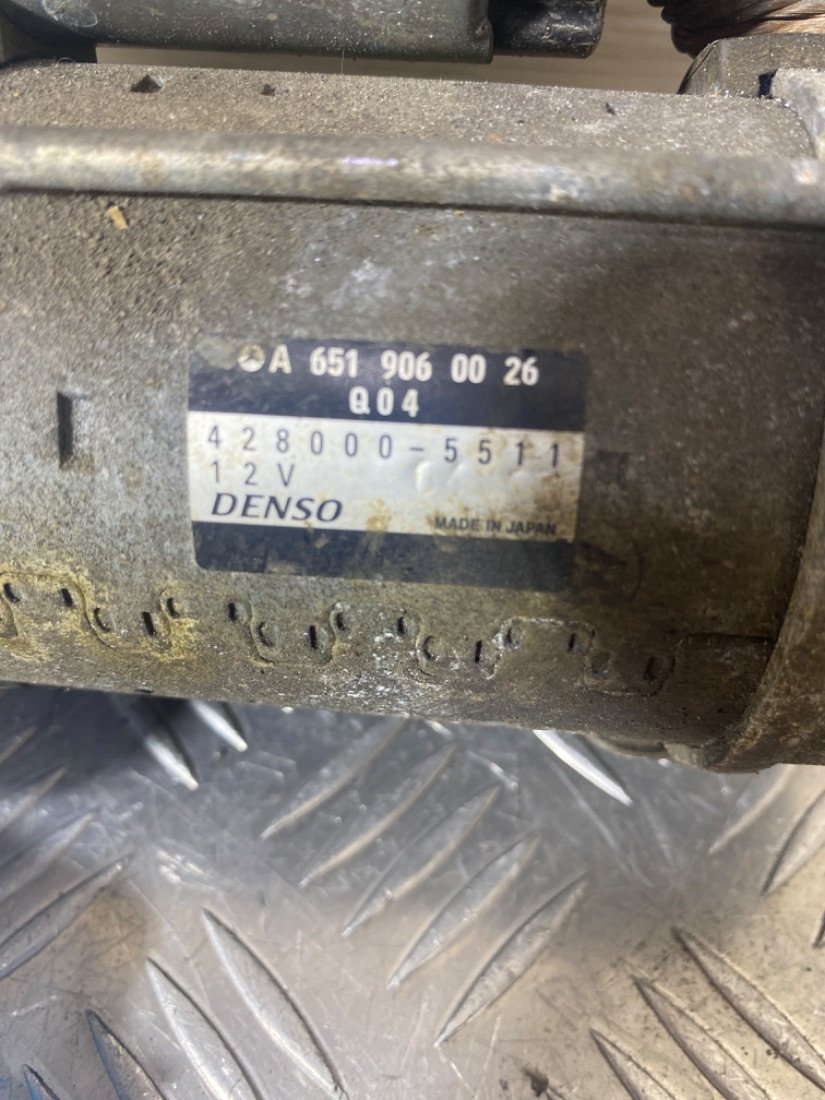 A 651 906 00 26
Q04
428000-5511
12V
DENSO
MADE IN JAPAN